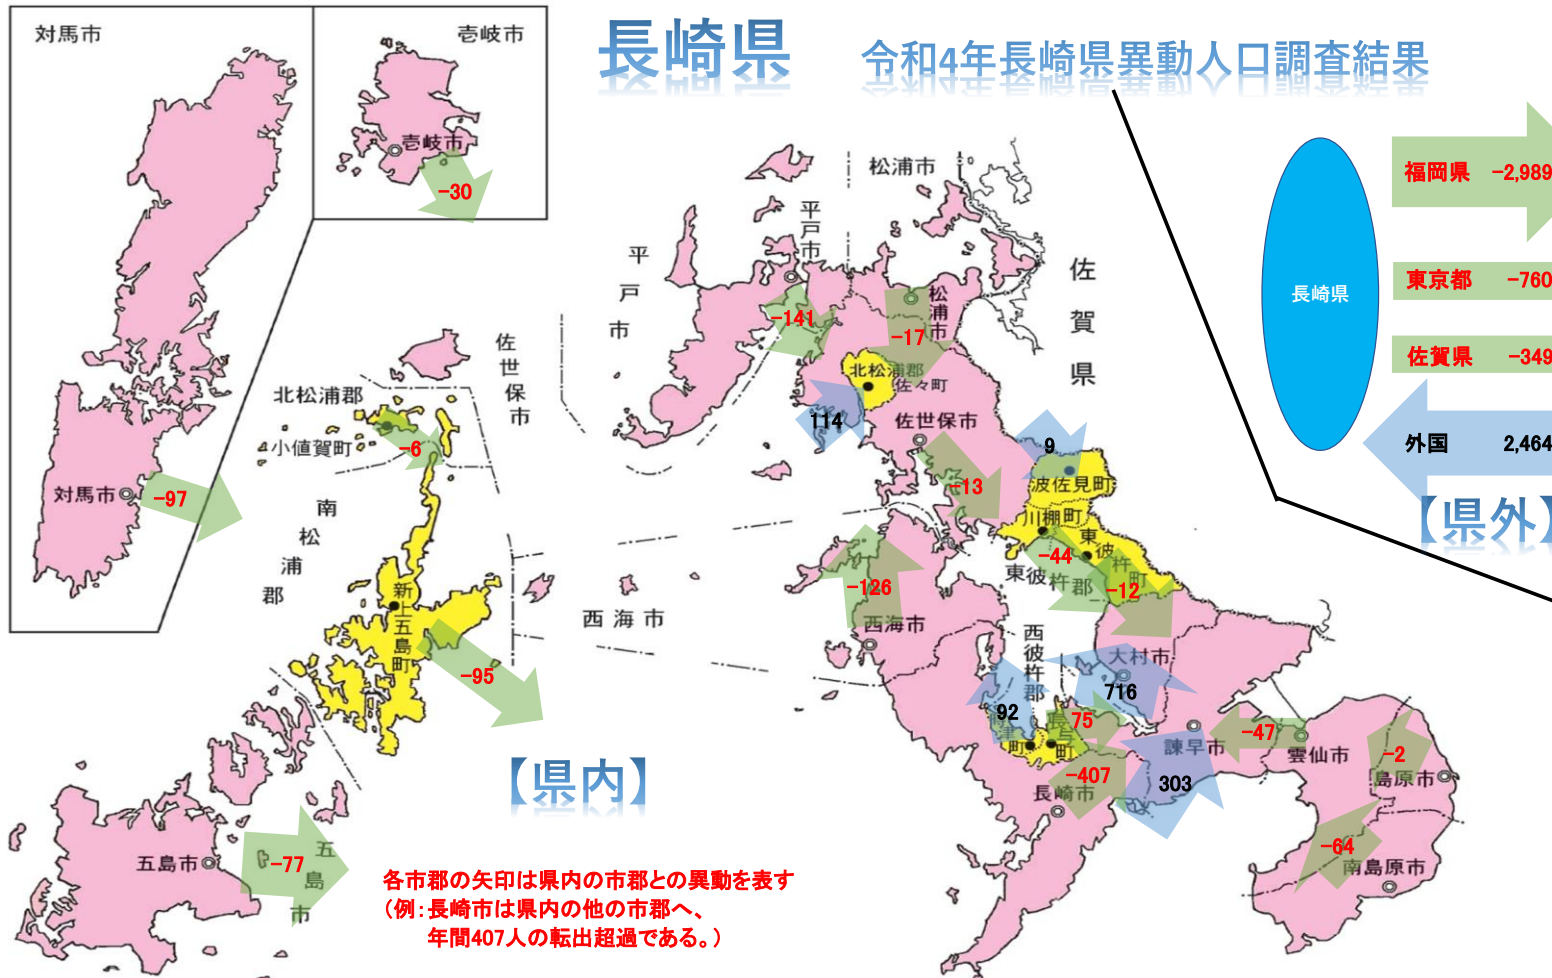 長崎県
令和4年長崎県異動人口調査結果
対馬市
壱岐市
壱岐市
-30
対馬市
-97
福岡県 -2,989
東京都 -760
佐賀県 -349
外国 2,464
長崎県
【県外】
松浦市
平戸市
平戸市
佐賀県
松浦市
-141
-17
北松浦郡
佐々町
佐世保市
114
9
-13
波佐見町
川棚町
東彼杵町
-44
東彼杵郡
-12
佐世保市
北松浦郡
小値賀町
-6
南松浦郡
新上五島町
-95
西海市
-126
西海市
西彼杵郡
大村市
716
92
時津町
長与町
75
諫早市
-47
雲仙市
-2
島原市
-407
長崎市
303
-64
南島原市
【県内】
五島市
-77
五島市
各市郡の矢印は県内の市郡との異動を表す
（例：長崎市は県内の他の市郡へ、
年間407人の転出超過である。）